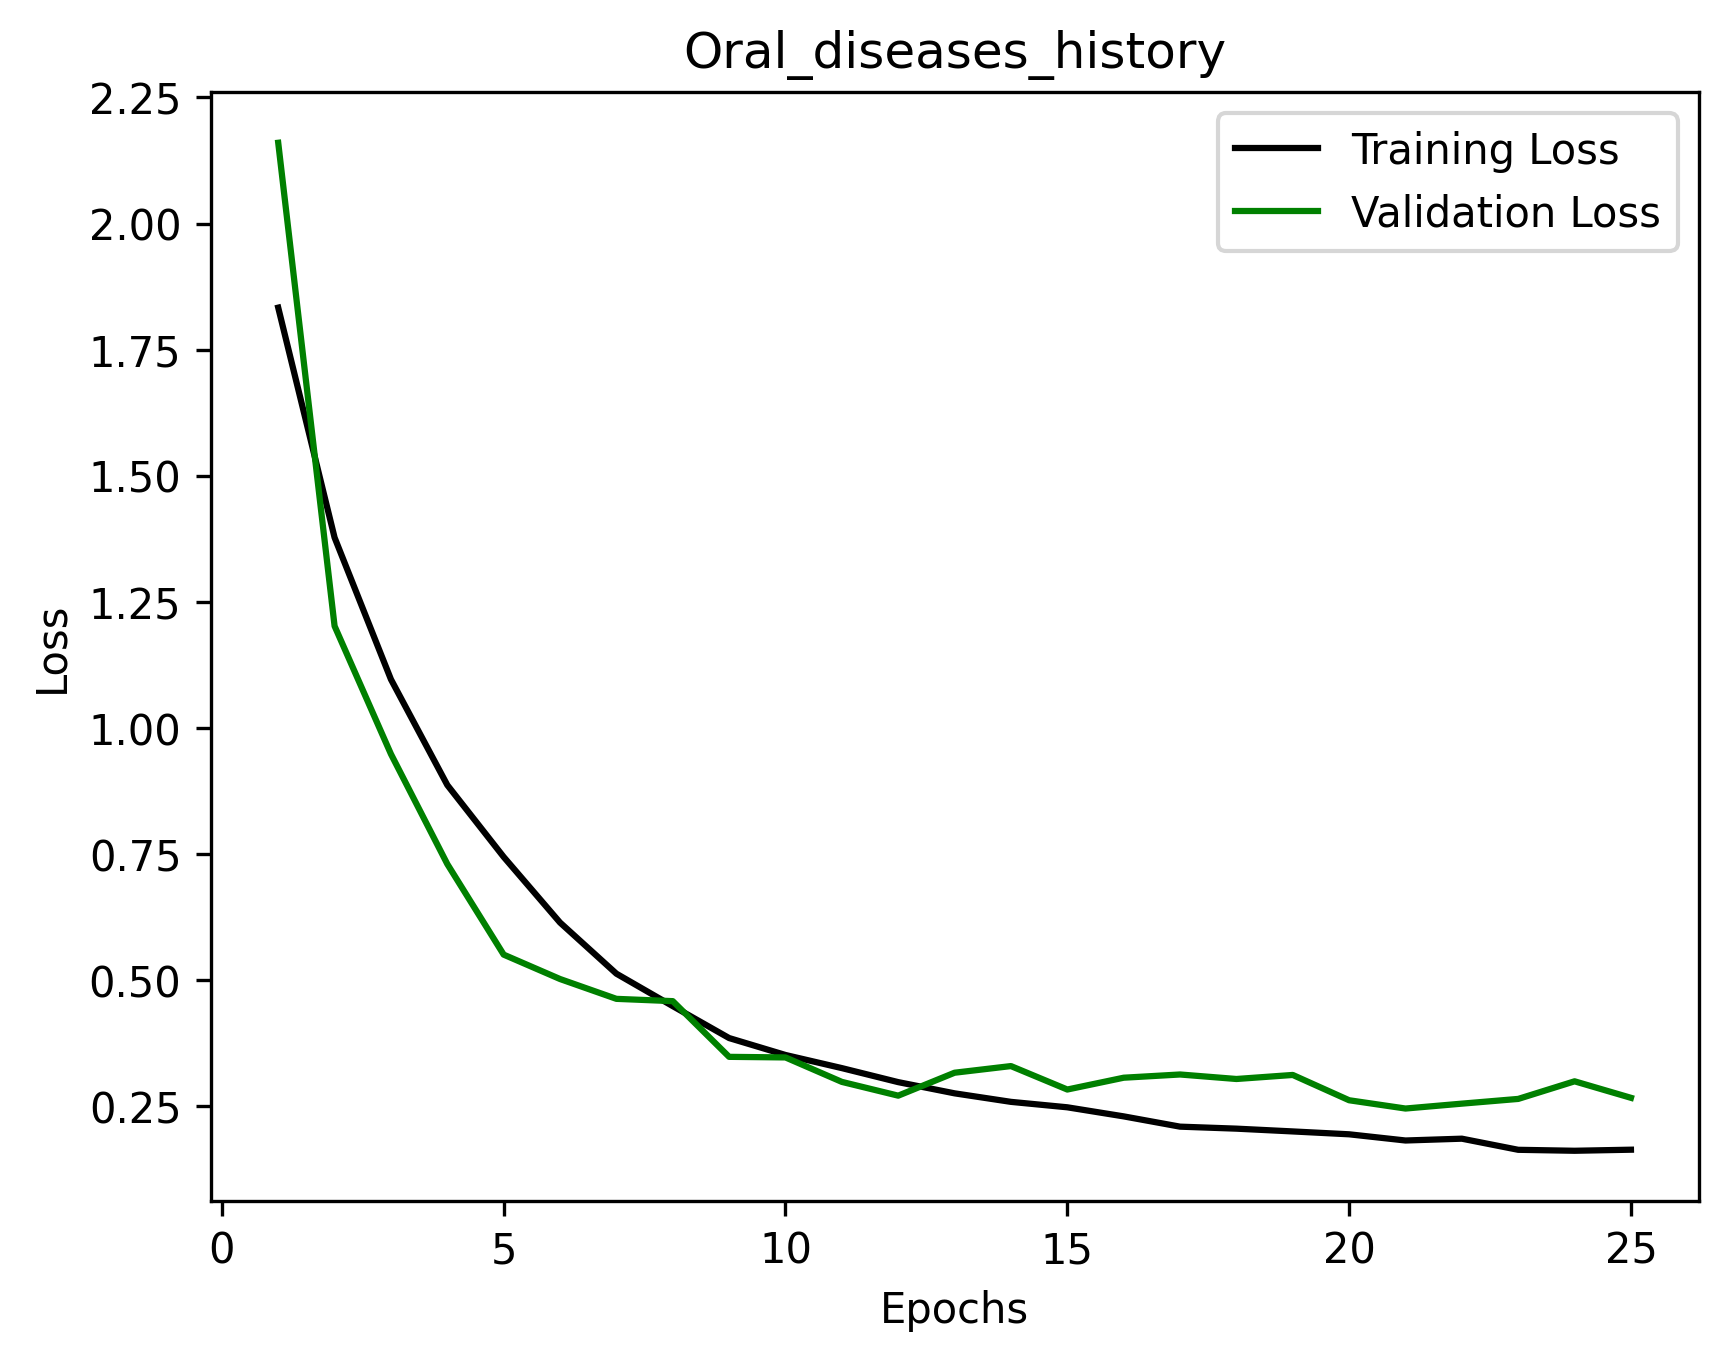 Oral_diseases_history
Training Loss
Validation Loss
2.25
2.00
1.75
1.50
1.25
1.00
0.75
0.50
0.25
Loss
0 5 10 15 20 25
Epochs